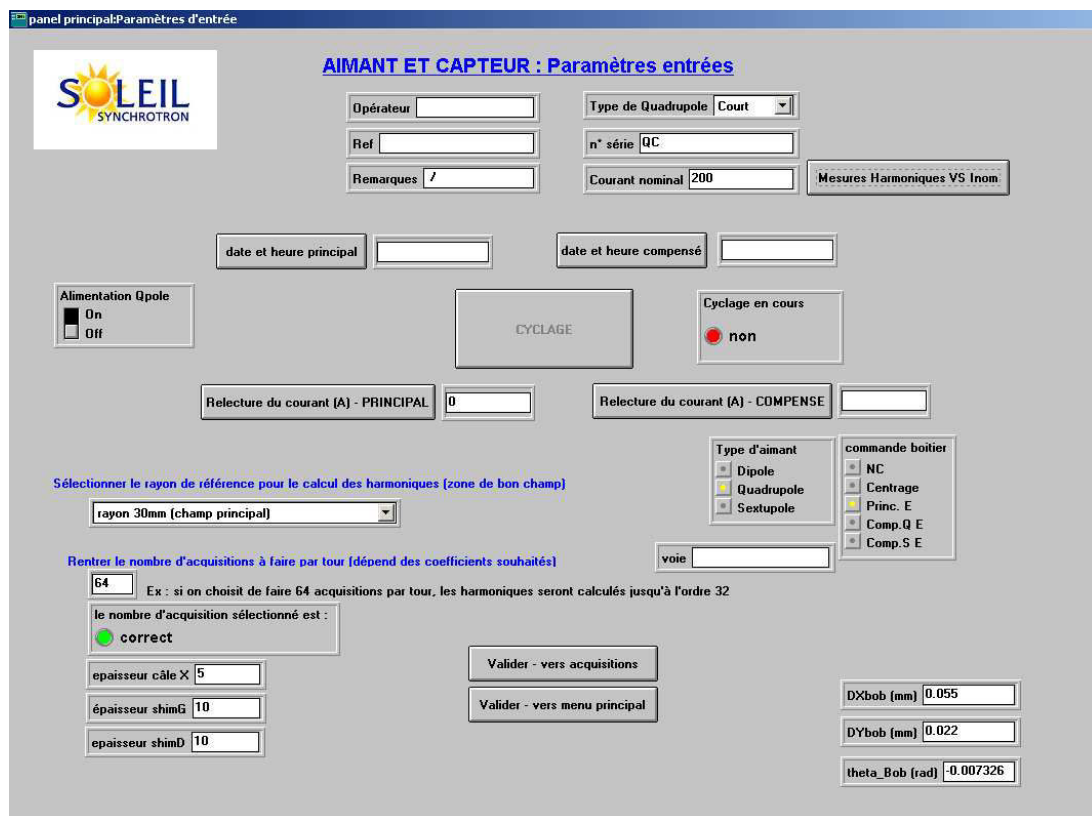 panel principal:Paramètres d'entrée
SOLEIL
SYNCHROTRON
AIMANT ET CAPTEUR : Paramètres entrées
Opérateur
Type de Quadrupole Court
Ref
n° série QC
Remarques /
Courant nominal 200
Mesures Harmoniques VS Inom
date et heure principal
date et heure compensé
Alimentation Qpole
On
Off
CYCLAGE
Cyclage en cours
non
Relecture du courant (A) - PRINCIPAL 0
Relecture du courant (A) - COMPENSE
Type d'aimant
Dipole
Quadrupole
Sextupole
commande boitier
NC
Centrage
Princ. E
Comp.Q E
Comp.S E
Sélectionner le rayon de référence pour le calcul des harmoniques (zone de bon champ)
rayon 30mm (champ principal)
voie
Rentrer le nombre d'acquisitions à faire par tour (dépend des coefficients souhaités)
64 Ex : si on choisit de faire 64 acquisitions par tour, les harmoniques seront calculés jusqu'à l'ordre 32
le nombre d'acquisition sélectionné est :
correct
epaisseur câle X 5
épaisseur shimG 10
epaisseur shimD 10
Valider - vers acquisitions
Valider - vers menu principal
DXbob (mm) 0.055
DYbob (mm) 0.022
theta_Bob (rad) -0.007326